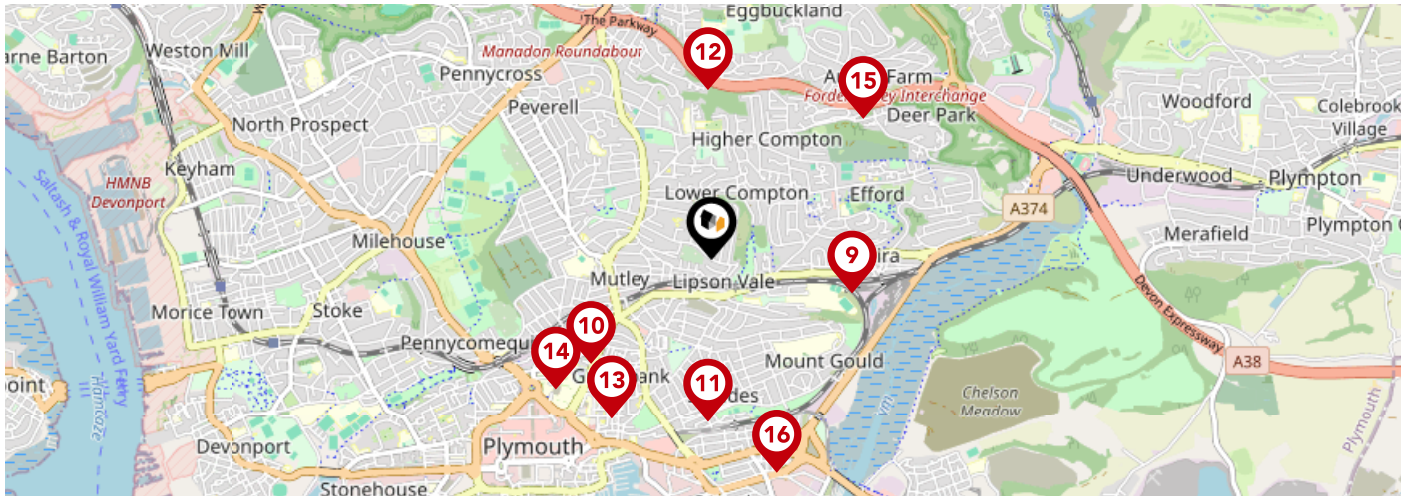 Eggbuckland
The Parkway
Weston Mill
Manadon Roundabout
12
Pennycross
15
Farm
Forder Valley Interchange
Peverell
Woodford
Colebrook
Village
Deer Park
North Prospect
Higher Compton
Keyham
HMNB
Devonport
Underwood
Plympton
Lower Compton
Efford
A374
Saltash & Royal William Yard Ferry
Plympton
Merafield
Milehouse
9
Mutley
Lipson Vale
Devon Expressway
Morice Town
Stoke
10
Pennycomequ
14
Mount Gould
A38
13
11
Hamoaze
Chelson
Meadow
Plymouth
16
Devonport
Plymouth
Stonehouse